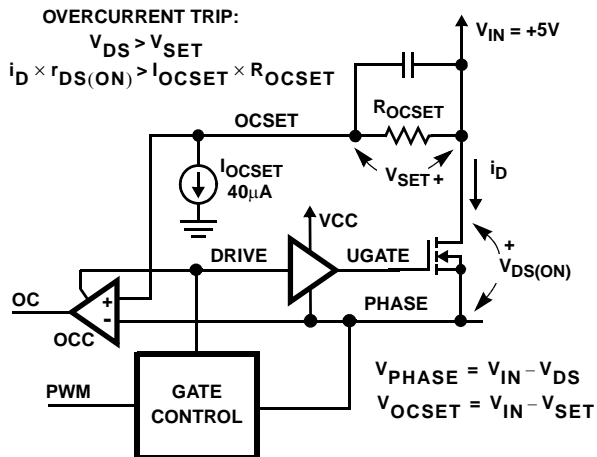 OVERCURRENT TRIP:
V_DS > V_SET
i_D × r_DS(ON) > I_OCSET × R_OCSET
V_IN = +5V
OCSET
R_OCSET
V_SET +
i_D
I_OCSET
40μA
VCC
DRIVE
UGATE
+
V_DS(ON)
OC
+
-
OCC
PHASE
PWM
GATE
CONTROL
V_PHASE = V_IN – V_DS
V_OCSET = V_IN – V_SET